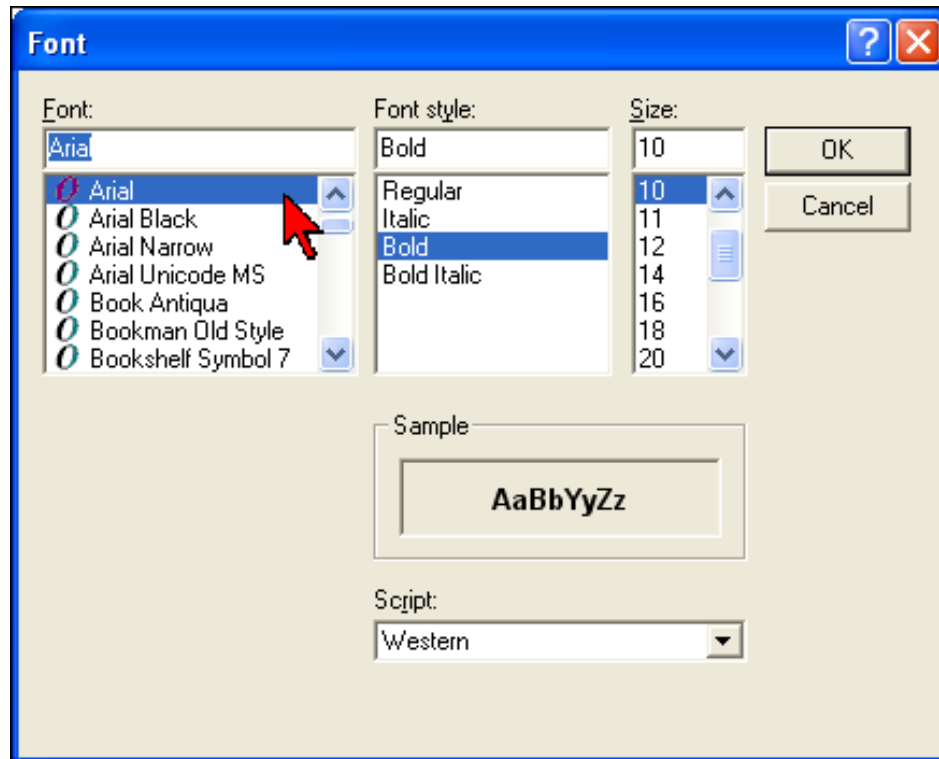 Font
Font:
Arial
Arial
Arial Black
Arial Narrow
Arial Unicode MS
Book Antiqua
Bookman Old Style
Bookshelf Symbol 7
Font style:
Bold
Regular
Italic
Bold
Bold Italic
Size:
10
10
11
12
14
16
18
20
OK
Cancel
Sample
AaBbYyZz
Script:
Western